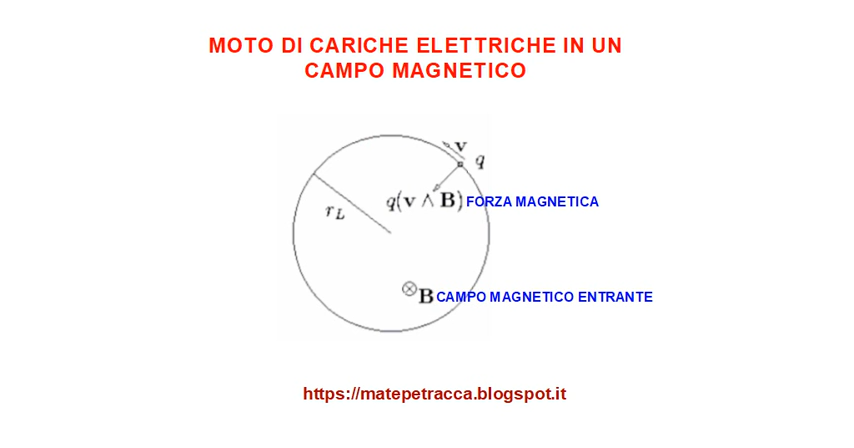 MOTO DI CARICHE ELETTRICHE IN UN
CAMPO MAGNETICO
v
q
q(v ∧ B) FORZA MAGNETICA
r_L
⊗
B CAMPO MAGNETICO ENTRANTE
https://matepetracca.blogspot.it